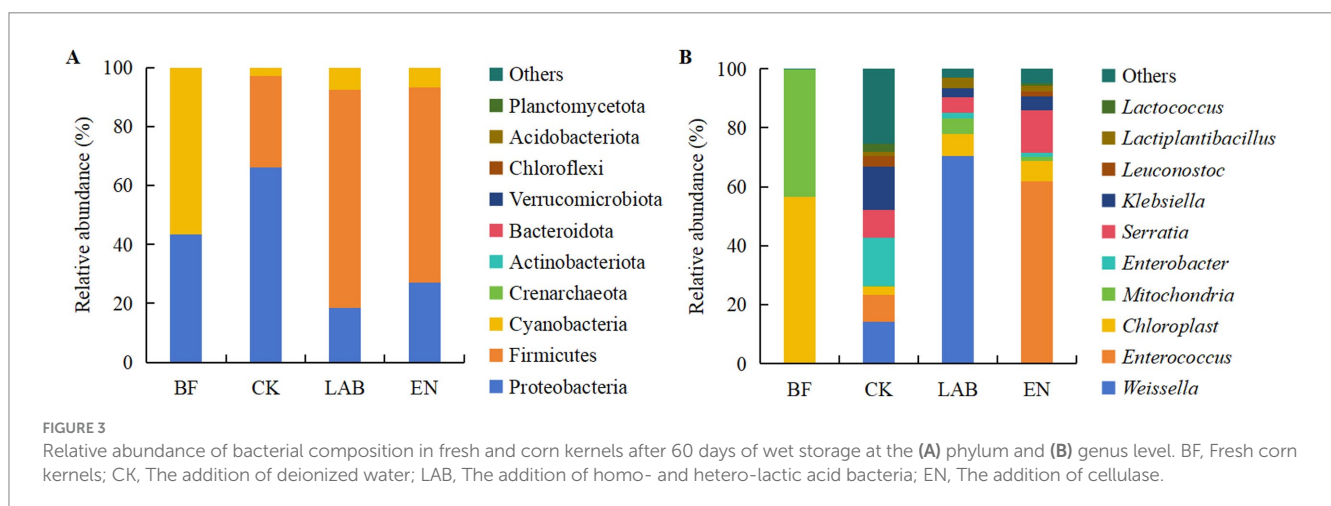 A
Relative abundance (%)
100
80
60
40
20
0
BF
CK
LAB
EN
Others
Planctomycetota
Acidobacteriota
Chloroflexi
Verrucomicrobiota
Bacteroidota
Actinobacteriota
Crenarchaeota
Cyanobacteria
Firmicutes
Proteobacteria
B
Relative abundance (%)
100
80
60
40
20
0
BF
CK
LAB
EN
Others
Lactococcus
Lactiplantibacillus
Leuconostoc
Klebsiella
Serratia
Enterobacter
Mitochondria
Chloroplast
Enterococcus
Weissella
FIGURE 3
Relative abundance of bacterial composition in fresh and corn kernels after 60 days of wet storage at the (A) phylum and (B) genus level. BF, Fresh corn
kernels; CK, The addition of deionized water; LAB, The addition of homo- and hetero-lactic acid bacteria; EN, The addition of cellulase.